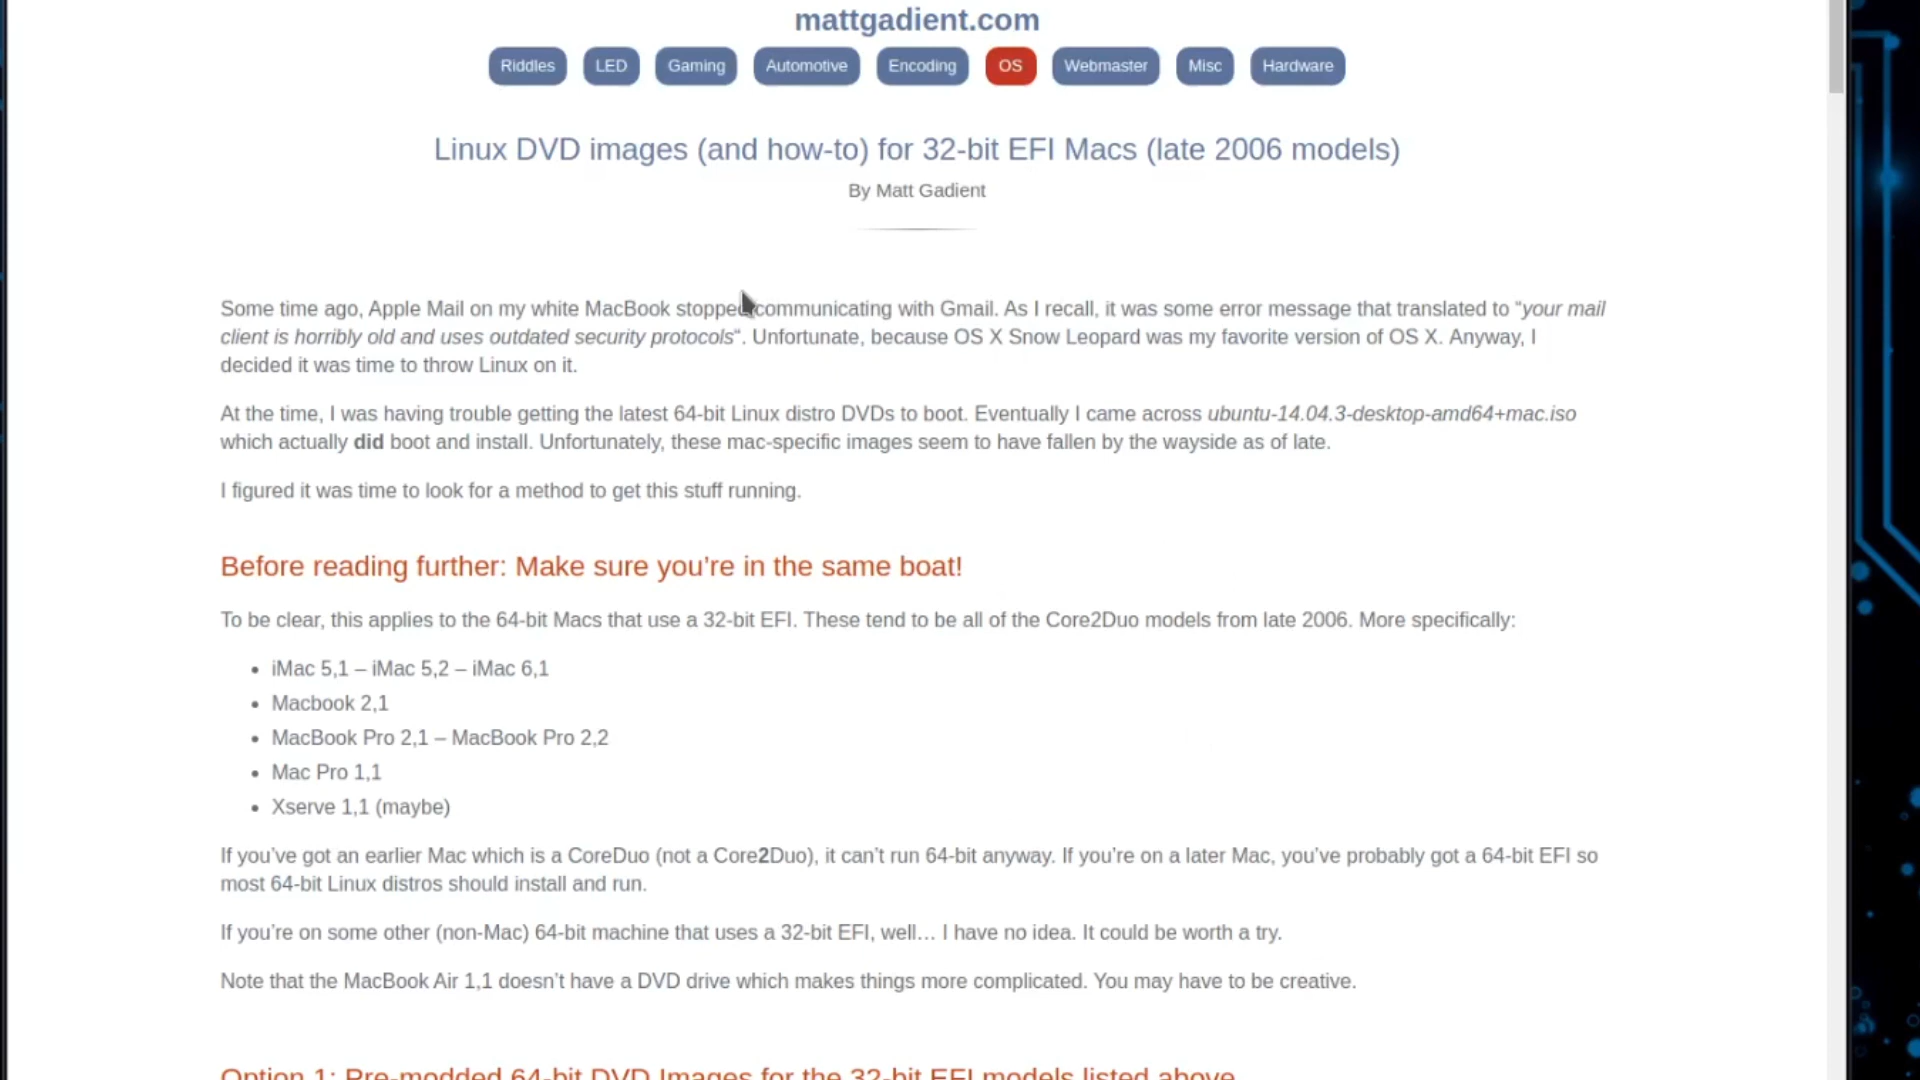 mattgadient.com
Riddles LED Gaming Automotive Encoding OS Webmaster Misc Hardware
Linux DVD images (and how-to) for 32-bit EFI Macs (late 2006 models)
By Matt Gadient
Some time ago, Apple Mail on my white MacBook stopped communicating with Gmail. As I recall, it was some error message that translated to “your mail
client is horribly old and uses outdated security protocols“. Unfortunate, because OS X Snow Leopard was my favorite version of OS X. Anyway, I
decided it was time to throw Linux on it.
At the time, I was having trouble getting the latest 64-bit Linux distro DVDs to boot. Eventually I came across ubuntu-14.04.3-desktop-amd64+mac.iso
which actually did boot and install. Unfortunately, these mac-specific images seem to have fallen by the wayside as of late.
I figured it was time to look for a method to get this stuff running.
Before reading further: Make sure you’re in the same boat!
To be clear, this applies to the 64-bit Macs that use a 32-bit EFI. These tend to be all of the Core2Duo models from late 2006. More specifically:
• iMac 5,1 – iMac 5,2 – iMac 6,1
• Macbook 2,1
• MacBook Pro 2,1 – MacBook Pro 2,2
• Mac Pro 1,1
• Xserve 1,1 (maybe)
If you’ve got an earlier Mac which is a CoreDuo (not a Core2Duo), it can’t run 64-bit anyway. If you’re on a later Mac, you’ve probably got a 64-bit EFI so
most 64-bit Linux distros should install and run.
If you’re on some other (non-Mac) 64-bit machine that uses a 32-bit EFI, well… I have no idea. It could be worth a try.
Note that the MacBook Air 1,1 doesn’t have a DVD drive which makes things more complicated. You may have to be creative.
Option 1: Pre-modded 64-bit DVD Images for the 32-bit EFI models listed above